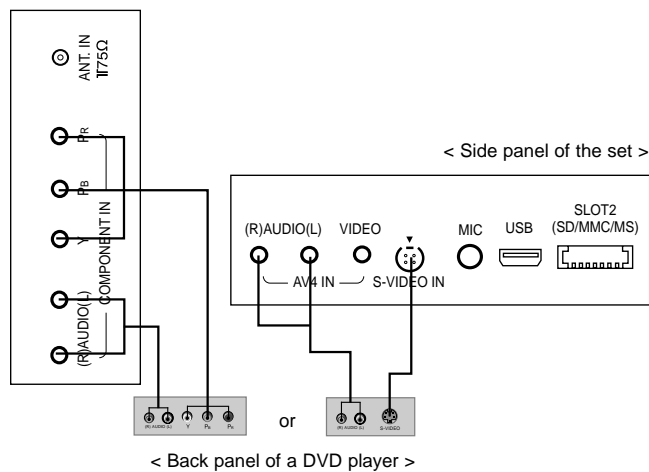 ANT. IN
75Ω
PR
PB
Y
COMPONENT IN
(R)AUDIO(L)
< Side panel of the set >
(R)AUDIO(L)
VIDEO
MIC
USB
SLOT2
(SD/MMC/MS)
AV4 IN
S-VIDEO IN
(R) AUDIO (L)
Y
PB
PR
or
(R) AUDIO (L)
S-VIDEO
< Back panel of a DVD player >